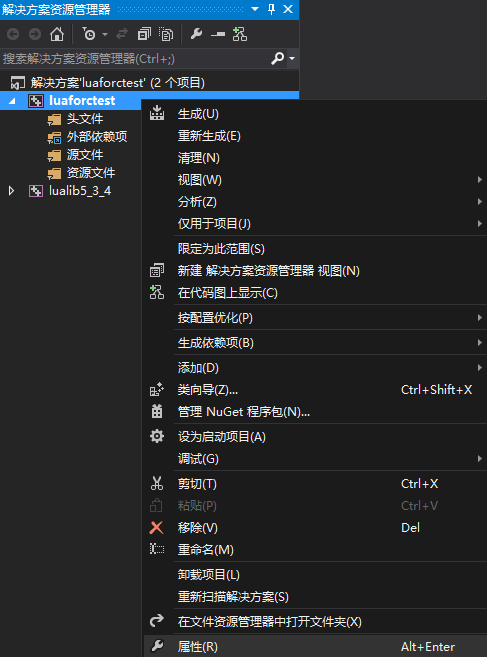 解决方案资源管理器
搜索解决方案资源管理器(Ctrl+;)
解决方案'luaforctest' (2 个项目)
luaforctest
头文件
外部依赖项
源文件
资源文件
lualib5_3_4
生成(U)
重新生成(E)
清理(N)
视图(W)
分析(Z)
仅用于项目(J)
限定为此范围(S)
新建 解决方案资源管理器 视图(N)
在代码图上显示(C)
按配置优化(P)
生成依赖项(B)
添加(D)
类向导(Z)... Ctrl+Shift+X
管理 NuGet 程序包(N)...
设为启动项目(A)
调试(G)
剪切(T) Ctrl+X
粘贴(P) Ctrl+V
移除(V) Del
重命名(M)
卸载项目(L)
重新扫描解决方案(S)
在文件资源管理器中打开文件夹(X)
属性(R) Alt+Enter